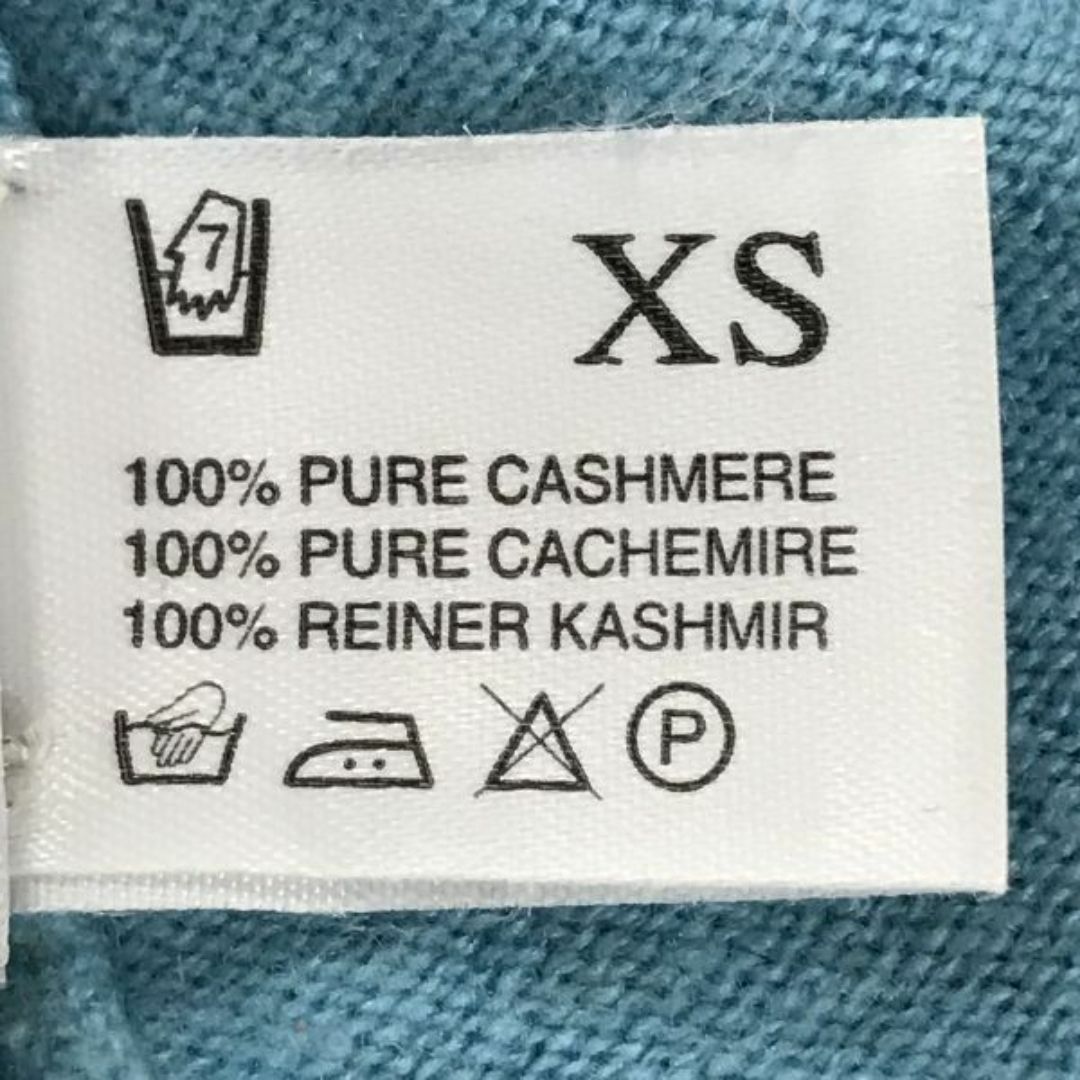 7
XS
100% PURE CASHMERE
100% PURE CACHEMIRE
100% REINER KASHMIR
P